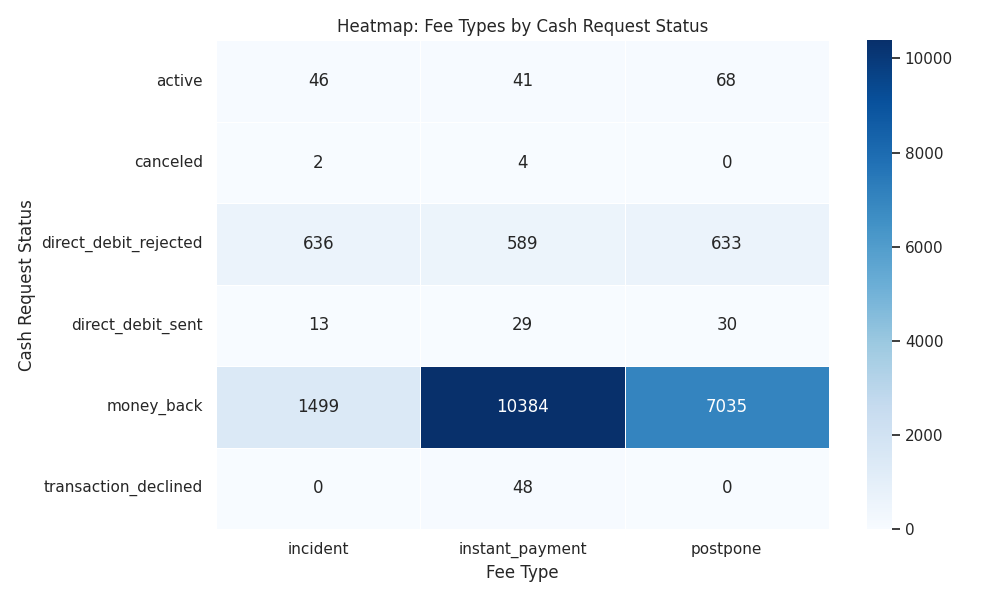 Heatmap: Fee Types by Cash Request Status
Cash Request Status
active 46 41 68
canceled 2 4 0
direct_debit_rejected 636 589 633
direct_debit_sent 13 29 30
money_back 1499 10384 7035
transaction_declined 0 48 0
incident instant_payment postpone
Fee Type
10000
8000
6000
4000
2000
0